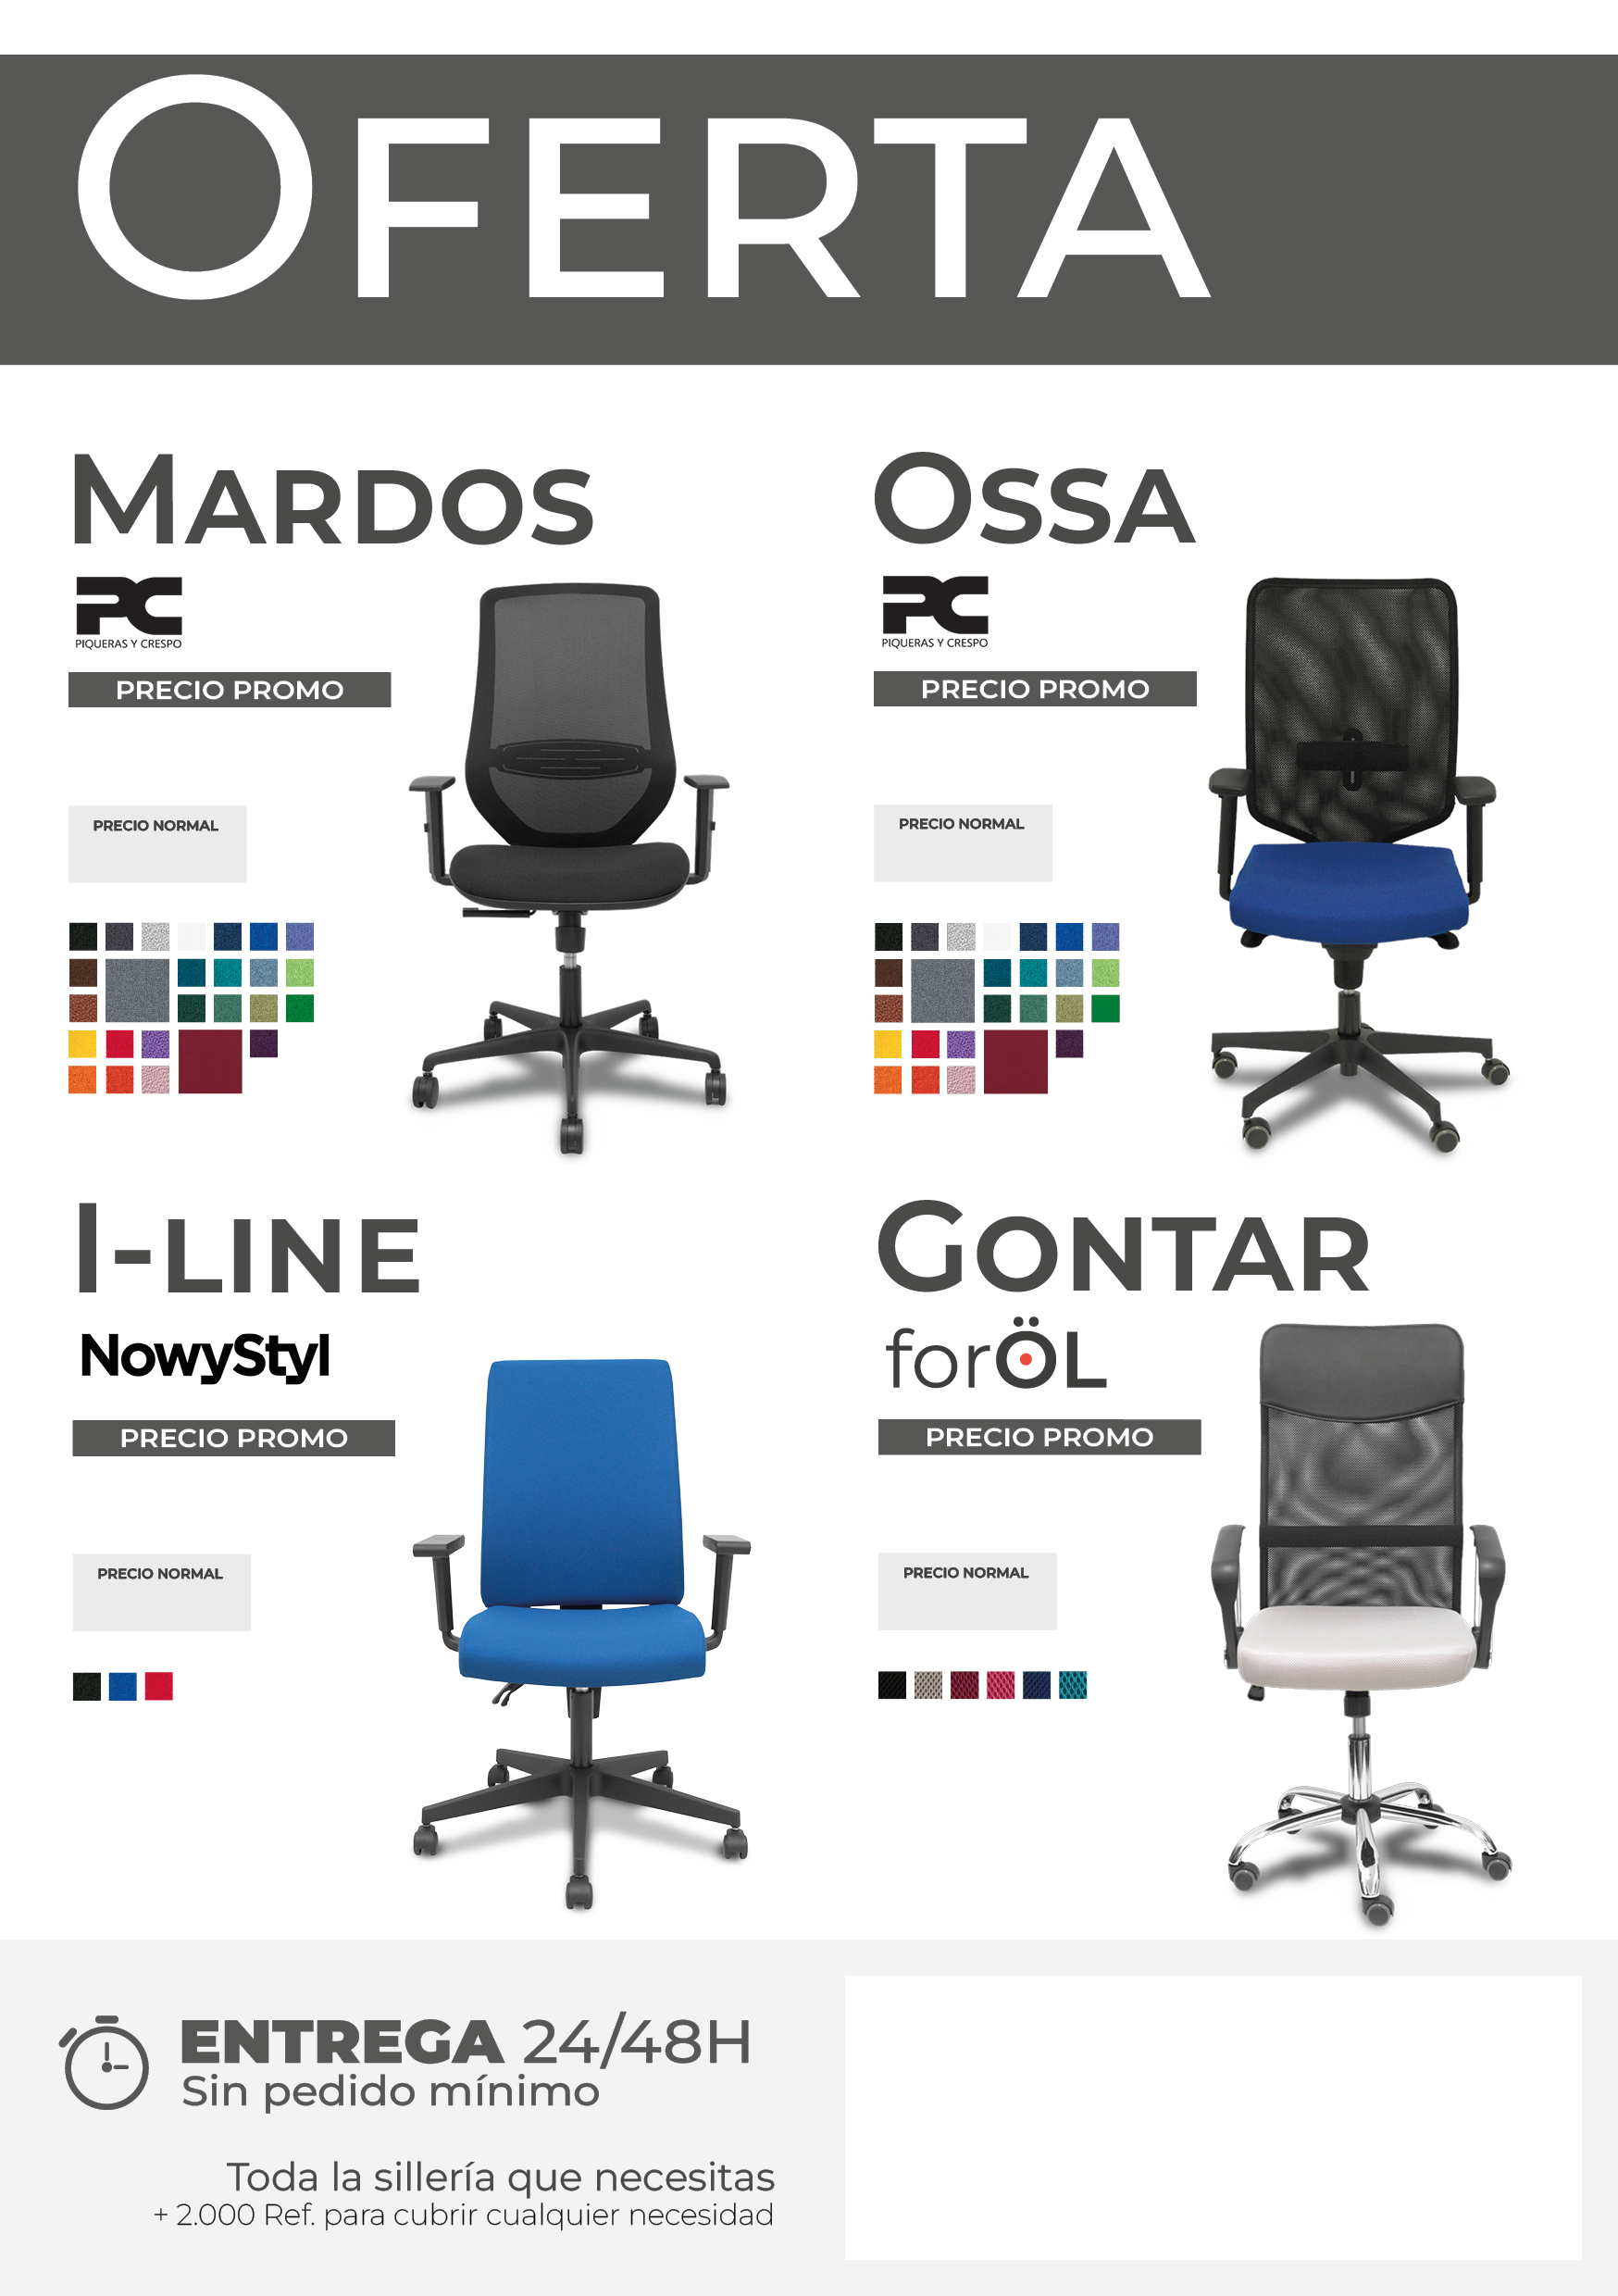 OFERTA
MARDOS
PC
PIQUERAS Y CRESPO
PRECIO PROMO
PRECIO NORMAL
OSSA
PC
PIQUERAS Y CRESPO
PRECIO PROMO
PRECIO NORMAL
I-LINE
NowyStyl
PRECIO PROMO
PRECIO NORMAL
GONTAR
forÖL
PRECIO PROMO
PRECIO NORMAL
ENTREGA 24/48H
Sin pedido mínimo
Toda la sillería que necesitas
+ 2.000 Ref. para cubrir cualquier necesidad